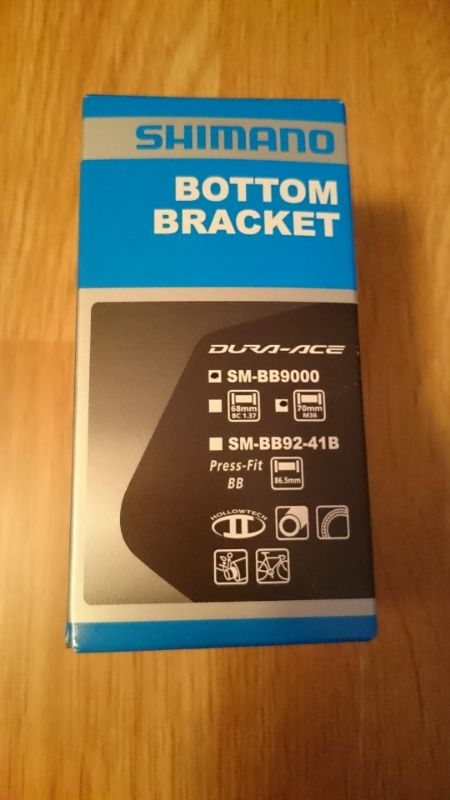 SHIMANO
BOTTOM
BRACKET
DURA-ACE
SM-BB9000
68mm
BC 1.37
70mm
M36
SM-BB92-41B
Press-Fit
BB
86.5mm
HOLLOWTECH
II